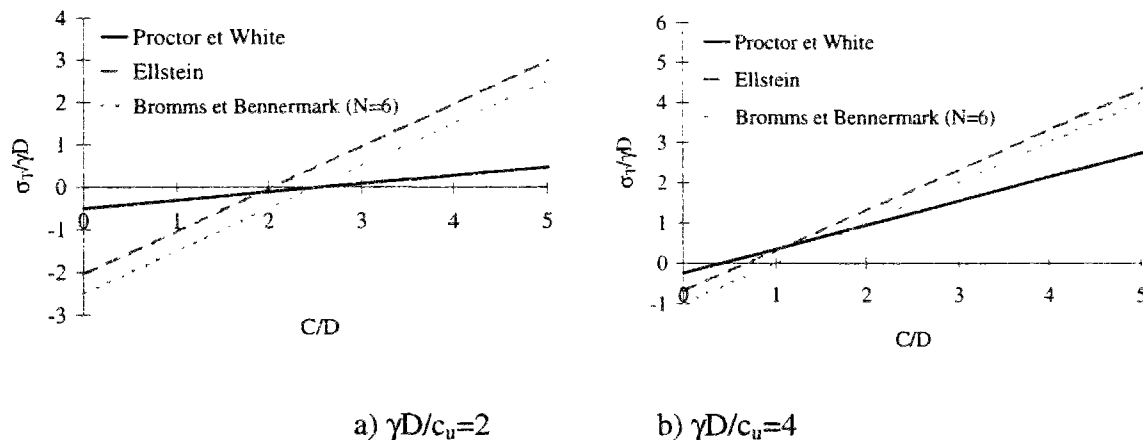 4
3
2
1
0
-1
-2
-3
σT/γD
Proctor et White
Ellstein
Bromms et Bennermark (N=6)
0 1 2 3 4 5
C/D
a) γD/cu=2
6
5
4
3
2
1
0
-1
σT/γD
Proctor et White
Ellstein
Bromms et Bennermark (N=6)
0 1 2 3 4 5
C/D
b) γD/cu=4